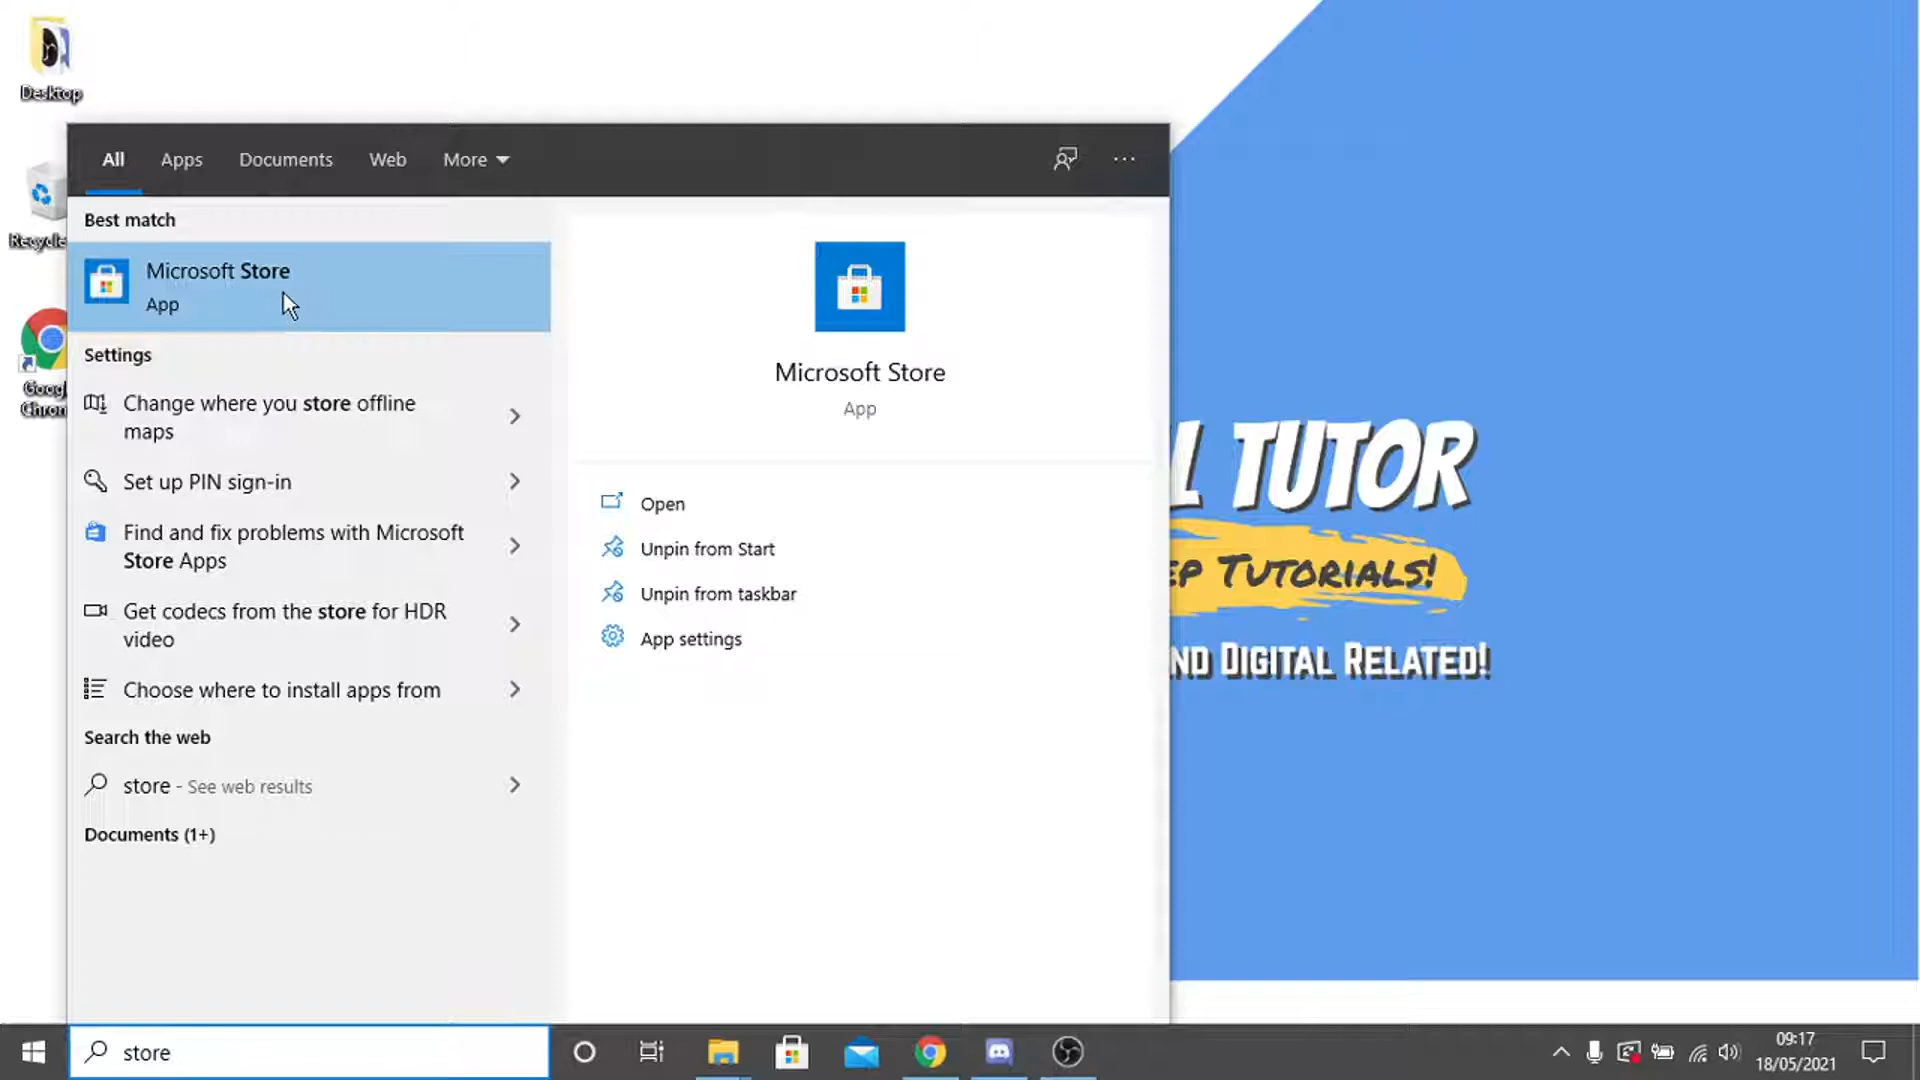 Desktop
Recycle
Google
Chrom
All
Apps
Documents
Web
More
Best match
Microsoft Store
App
Settings
Change where you store offline
maps
Set up PIN sign-in
Find and fix problems with Microsoft
Store Apps
Get codecs from the store for HDR
video
Choose where to install apps from
Search the web
store - See web results
Documents (1+)
Microsoft Store
App
Open
Unpin from Start
Unpin from taskbar
App settings
L TUTOR
EP TUTORIALS!
ND DIGITAL RELATED!
store
09:17
18/05/2021